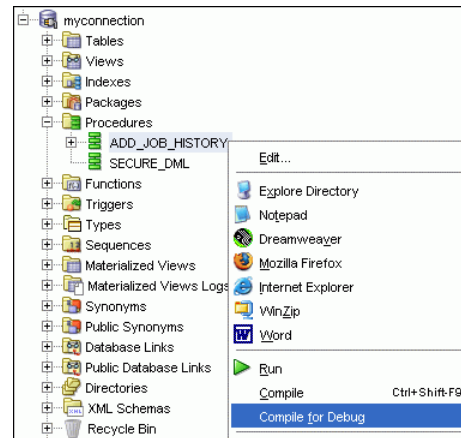 myconnection
Tables
Views
Indexes
Packages
Procedures
ADD_JOB_HISTORY
SECURE_DML
Functions
Triggers
Types
Sequences
Materialized Views
Materialized Views Logs
Synonyms
Public Synonyms
Database Links
Public Database Links
Directories
XML Schemas
Recycle Bin
Edit...
Explore Directory
Notepad
Dreamweaver
Mozilla Firefox
Internet Explorer
WinZip
Word
Run
Compile Ctrl+Shift-F9
Compile for Debug